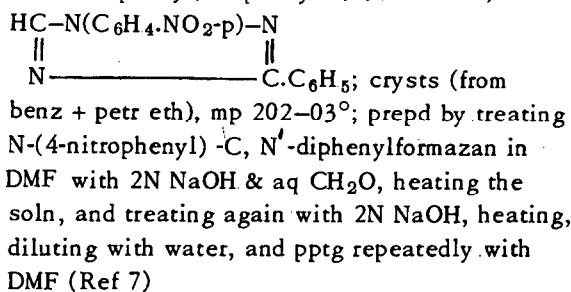 HC–N(C6H4.NO2-p)–N
||                ||
N————————C.C6H5; crysts (from
benz + petr eth), mp 202–03°; prepd by treating
N-(4-nitrophenyl) -C, N'-diphenylformazan in
DMF with 2N NaOH & aq CH2O, heating the
soln, and treating again with 2N NaOH, heating,
diluting with water, and pptg repeatedly with
DMF (Ref 7)